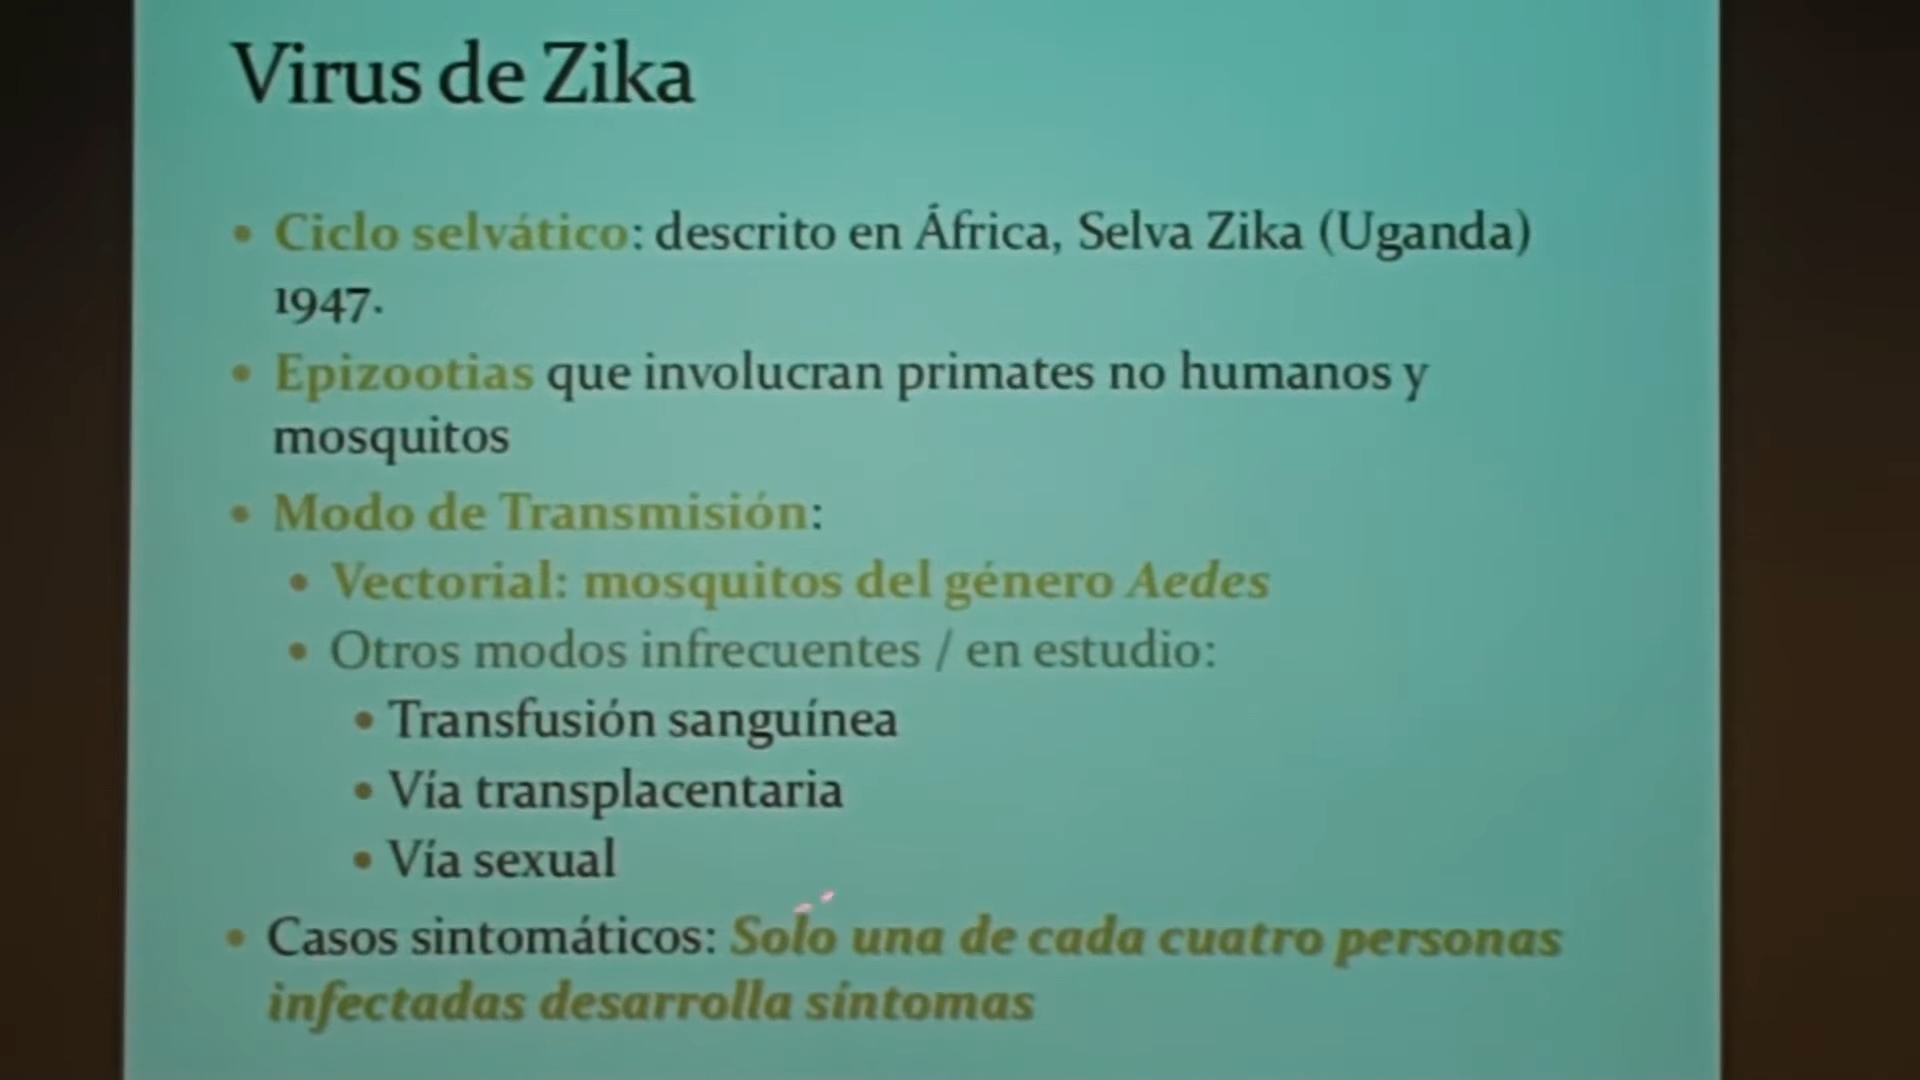 Virus de Zika
• Ciclo selvático: descrito en África, Selva Zika (Uganda)
1947.
• Epizootias que involucran primates no humanos y
mosquitos
• Modo de Transmisión:
• Vectorial: mosquitos del género Aedes
• Otros modos infrecuentes / en estudio:
• Transfusión sanguínea
• Vía transplacentaria
• Vía sexual
• Casos sintomáticos: Solo una de cada cuatro personas
infectadas desarrolla síntomas